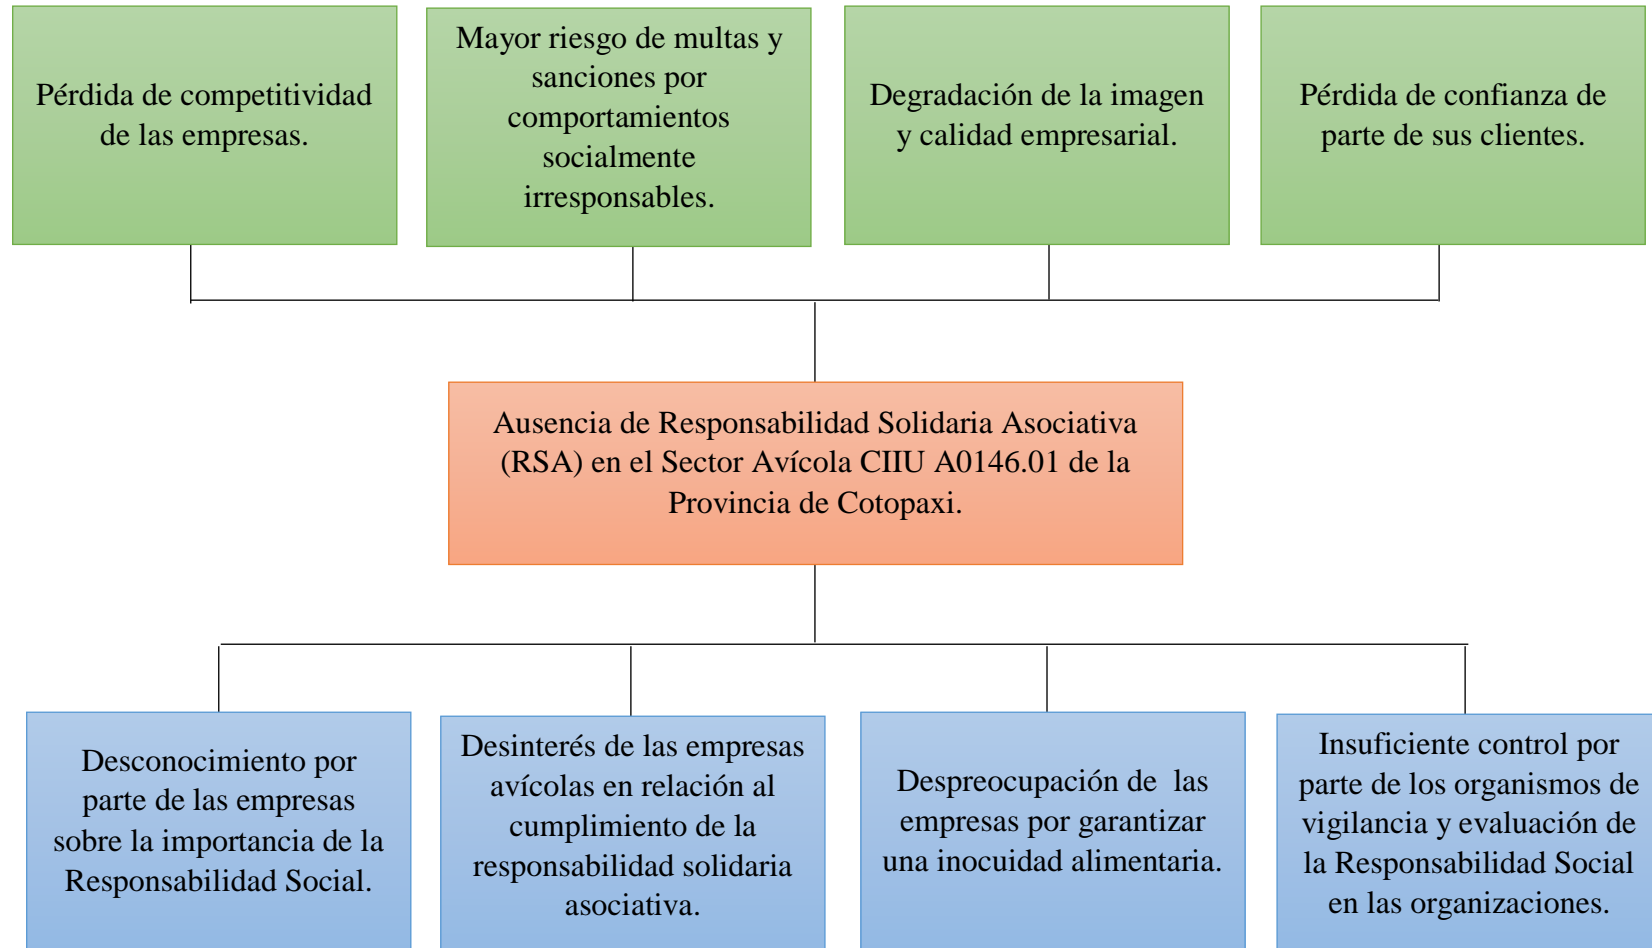 Pérdida de competitividad
de las empresas.
Mayor riesgo de multas y
sanciones por
comportamientos
socialmente
irresponsables.
Degradación de la imagen
y calidad empresarial.
Pérdida de confianza de
parte de sus clientes.
Ausencia de Responsabilidad Solidaria Asociativa
(RSA) en el Sector Avícola CIIU A0146.01 de la
Provincia de Cotopaxi.
Desconocimiento por
parte de las empresas
sobre la importancia de la
Responsabilidad Social.
Desinterés de las empresas
avícolas en relación al
cumplimiento de la
responsabilidad solidaria
asociativa.
Despreocupación de las
empresas por garantizar
una inocuidad alimentaria.
Insuficiente control por
parte de los organismos de
vigilancia y evaluación de
la Responsabilidad Social
en las organizaciones.